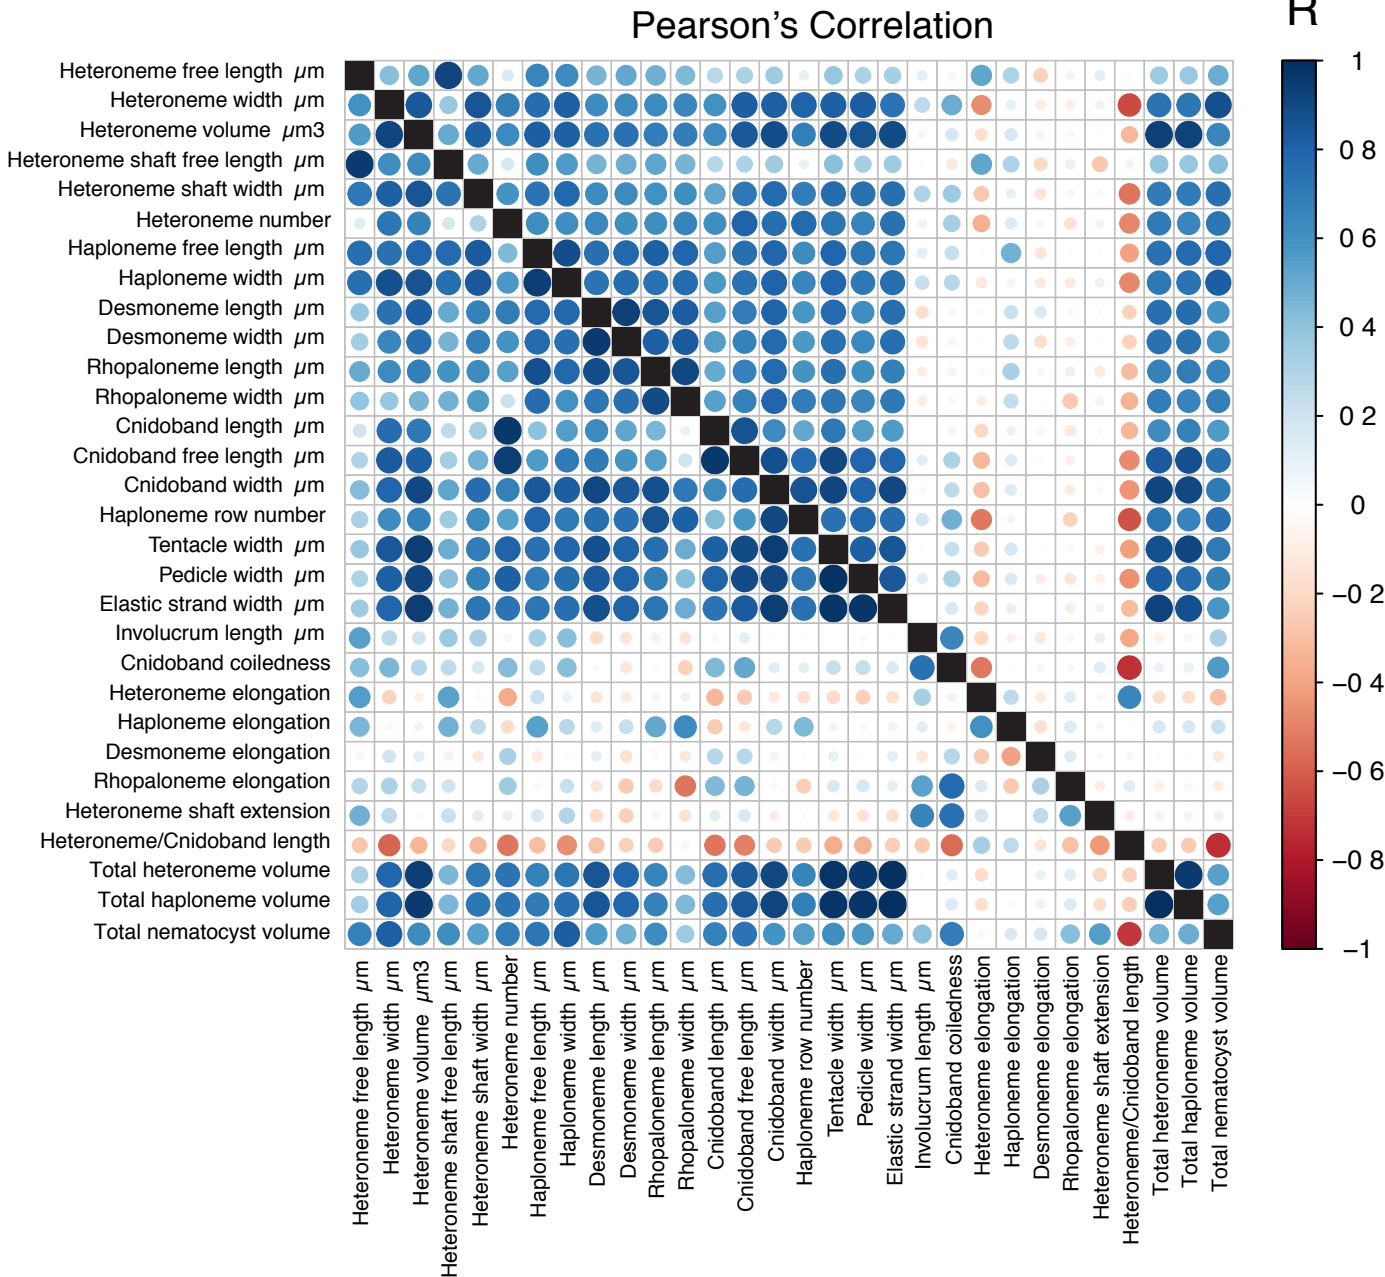 Pearson's Correlation
R
Heteroneme free length µm
Heteroneme width µm
Heteroneme volume µm3
Heteroneme shaft free length µm
Heteroneme shaft width µm
Heteroneme number
Haploneme free length µm
Haploneme width µm
Desmoneme length µm
Desmoneme width µm
Rhopaloneme length µm
Rhopaloneme width µm
Cnidoband length µm
Cnidoband free length µm
Cnidoband width µm
Haploneme row number
Tentacle width µm
Pedicle width µm
Elastic strand width µm
Involucrum length µm
Cnidoband coiledness
Heteroneme elongation
Haploneme elongation
Desmoneme elongation
Rhopaloneme elongation
Heteroneme shaft extension
Heteroneme/Cnidoband length
Total heteroneme volume
Total haploneme volume
Total nematocyst volume
1
0 8
0 6
0 4
0 2
0
−0 2
−0 4
−0 6
−0 8
−1
Heteroneme free length µm
Heteroneme width µm
Heteroneme volume µm3
Heteroneme shaft free length µm
Heteroneme shaft width µm
Heteroneme number
Haploneme free length µm
Haploneme width µm
Desmoneme length µm
Desmoneme width µm
Rhopaloneme length µm
Rhopaloneme width µm
Cnidoband length µm
Cnidoband free length µm
Cnidoband width µm
Haploneme row number
Tentacle width µm
Pedicle width µm
Elastic strand width µm
Involucrum length µm
Cnidoband coiledness
Heteroneme elongation
Haploneme elongation
Desmoneme elongation
Rhopaloneme elongation
Heteroneme shaft extension
Heteroneme/Cnidoband length
Total heteroneme volume
Total haploneme volume
Total nematocyst volume